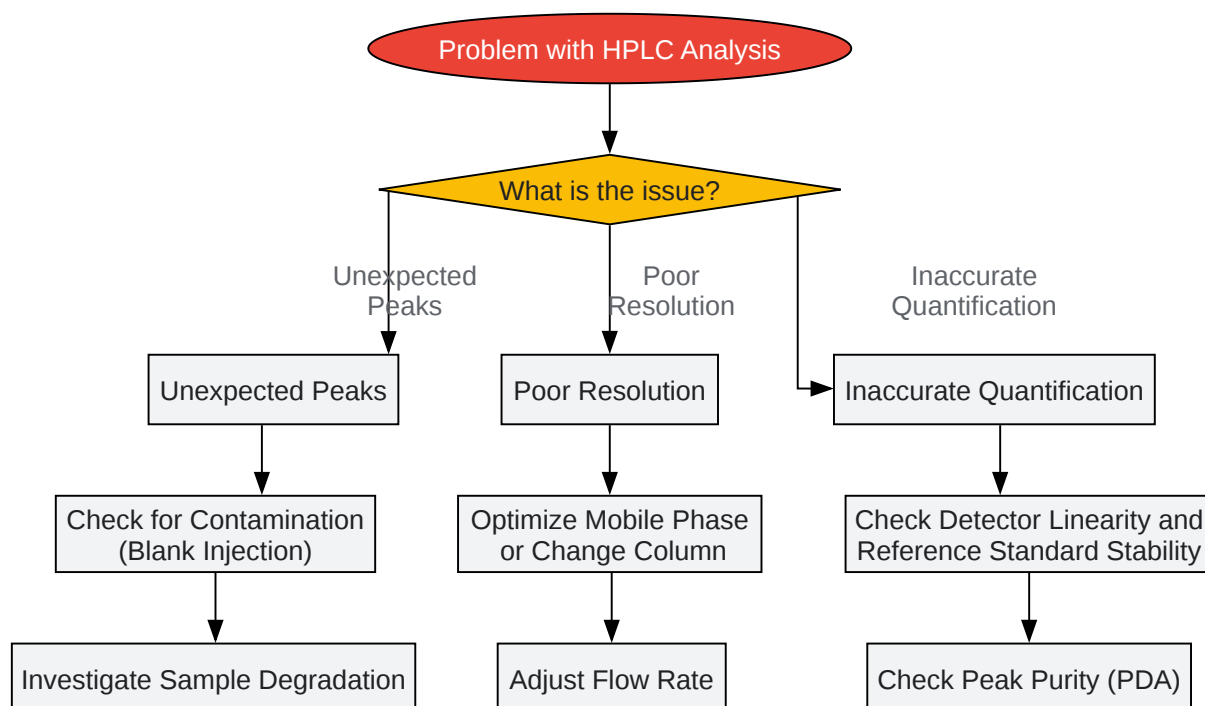 Problem with HPLC Analysis
What is the issue?
Unexpected
Peaks
Poor
Resolution
Inaccurate
Quantification
Unexpected Peaks
Poor Resolution
Inaccurate Quantification
Check for Contamination
(Blank Injection)
Optimize Mobile Phase
or Change Column
Check Detector Linearity and
Reference Standard Stability
Investigate Sample Degradation
Adjust Flow Rate
Check Peak Purity (PDA)